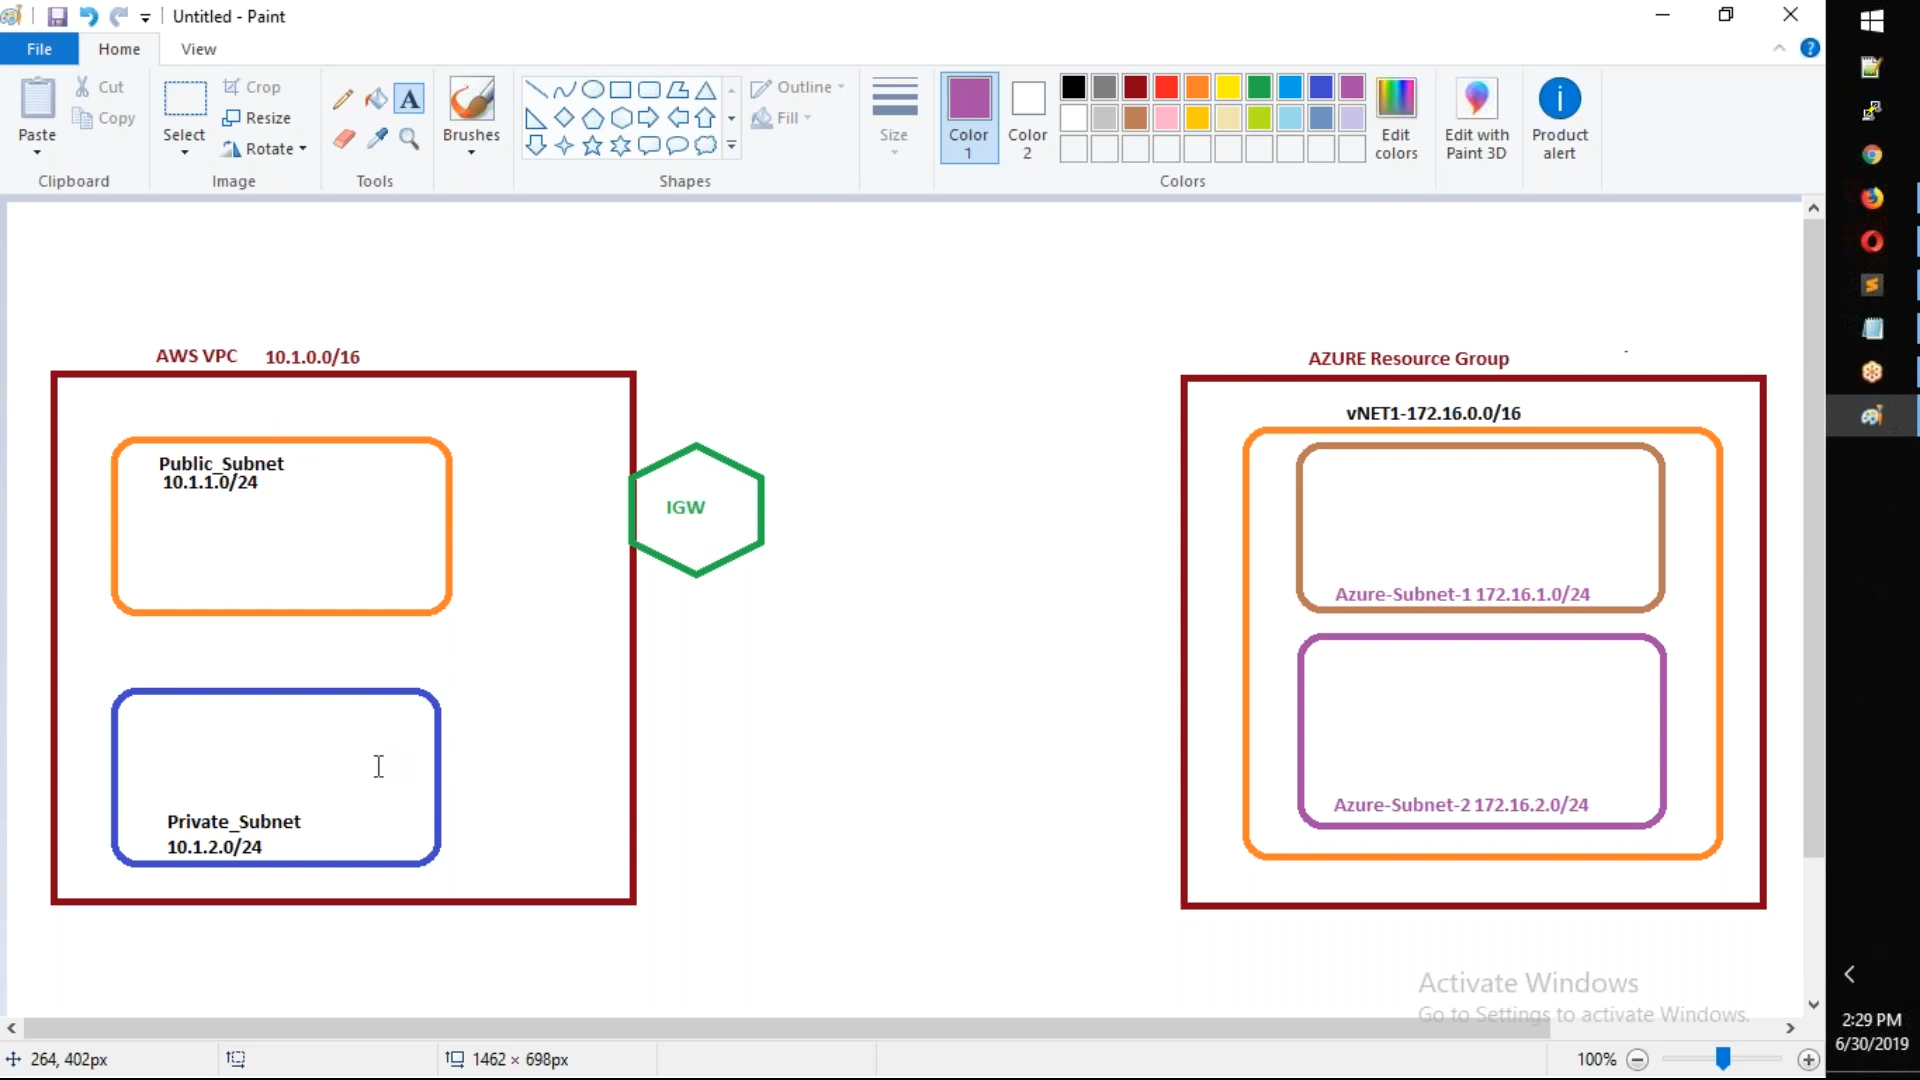 Untitled - Paint
File Home View
Paste
Cut
Copy
Clipboard
Select
Crop
Resize
Rotate
Image
Tools
Brushes
Shapes
Outline
Fill
Size
Color 1
Color 2
Edit colors
Colors
Edit with Paint 3D
Product alert
AWS VPC 10.1.0.0/16
AZURE Resource Group
vNET1-172.16.0.0/16
Public_Subnet
10.1.1.0/24
IGW
Azure-Subnet-1 172.16.1.0/24
Azure-Subnet-2 172.16.2.0/24
Private_Subnet
10.1.2.0/24
Activate Windows
Go to Settings to activate Windows.
264, 402px
1462 × 698px
100%
2:29 PM
6/30/2019